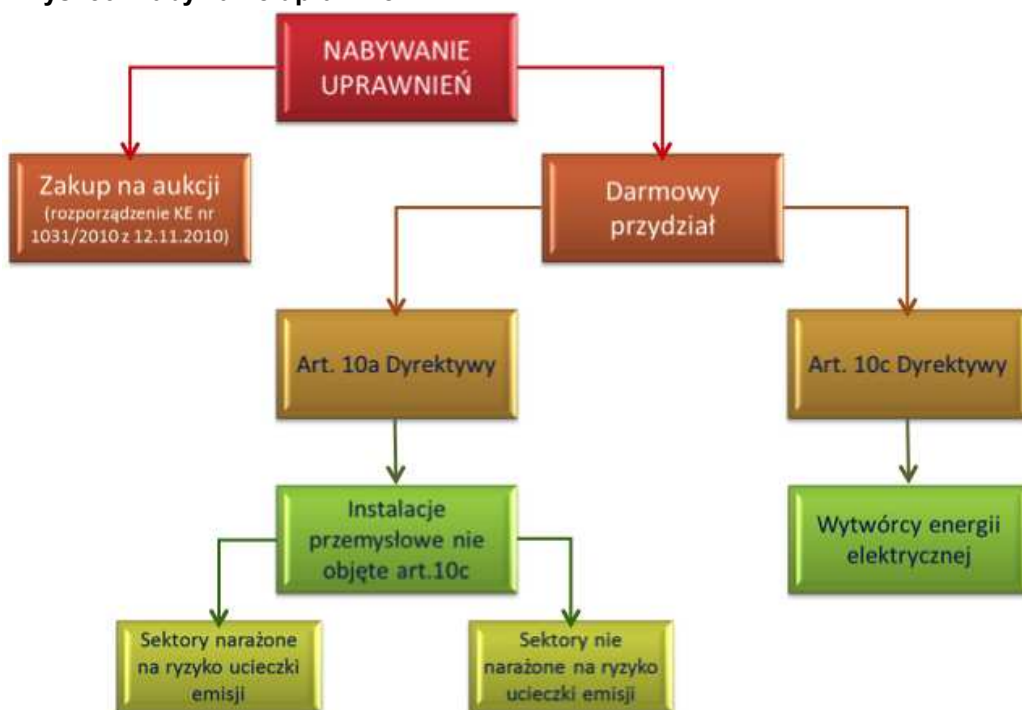 NABYWANIE
UPRAWNIEŃ
Zakup na aukcji
(rozporządzenie KE nr
1031/2010 z 12.11.2010)
Darmowy
przydział
Art. 10a Dyrektywy
Art. 10c Dyrektywy
Instalacje
przemysłowe nie
objęte art.10c
Wytwórcy energii
elektrycznej
Sektory narażone
na ryzyko ucieczki
emisji
Sektory nie
narażone na ryzyko
ucieczki emisji